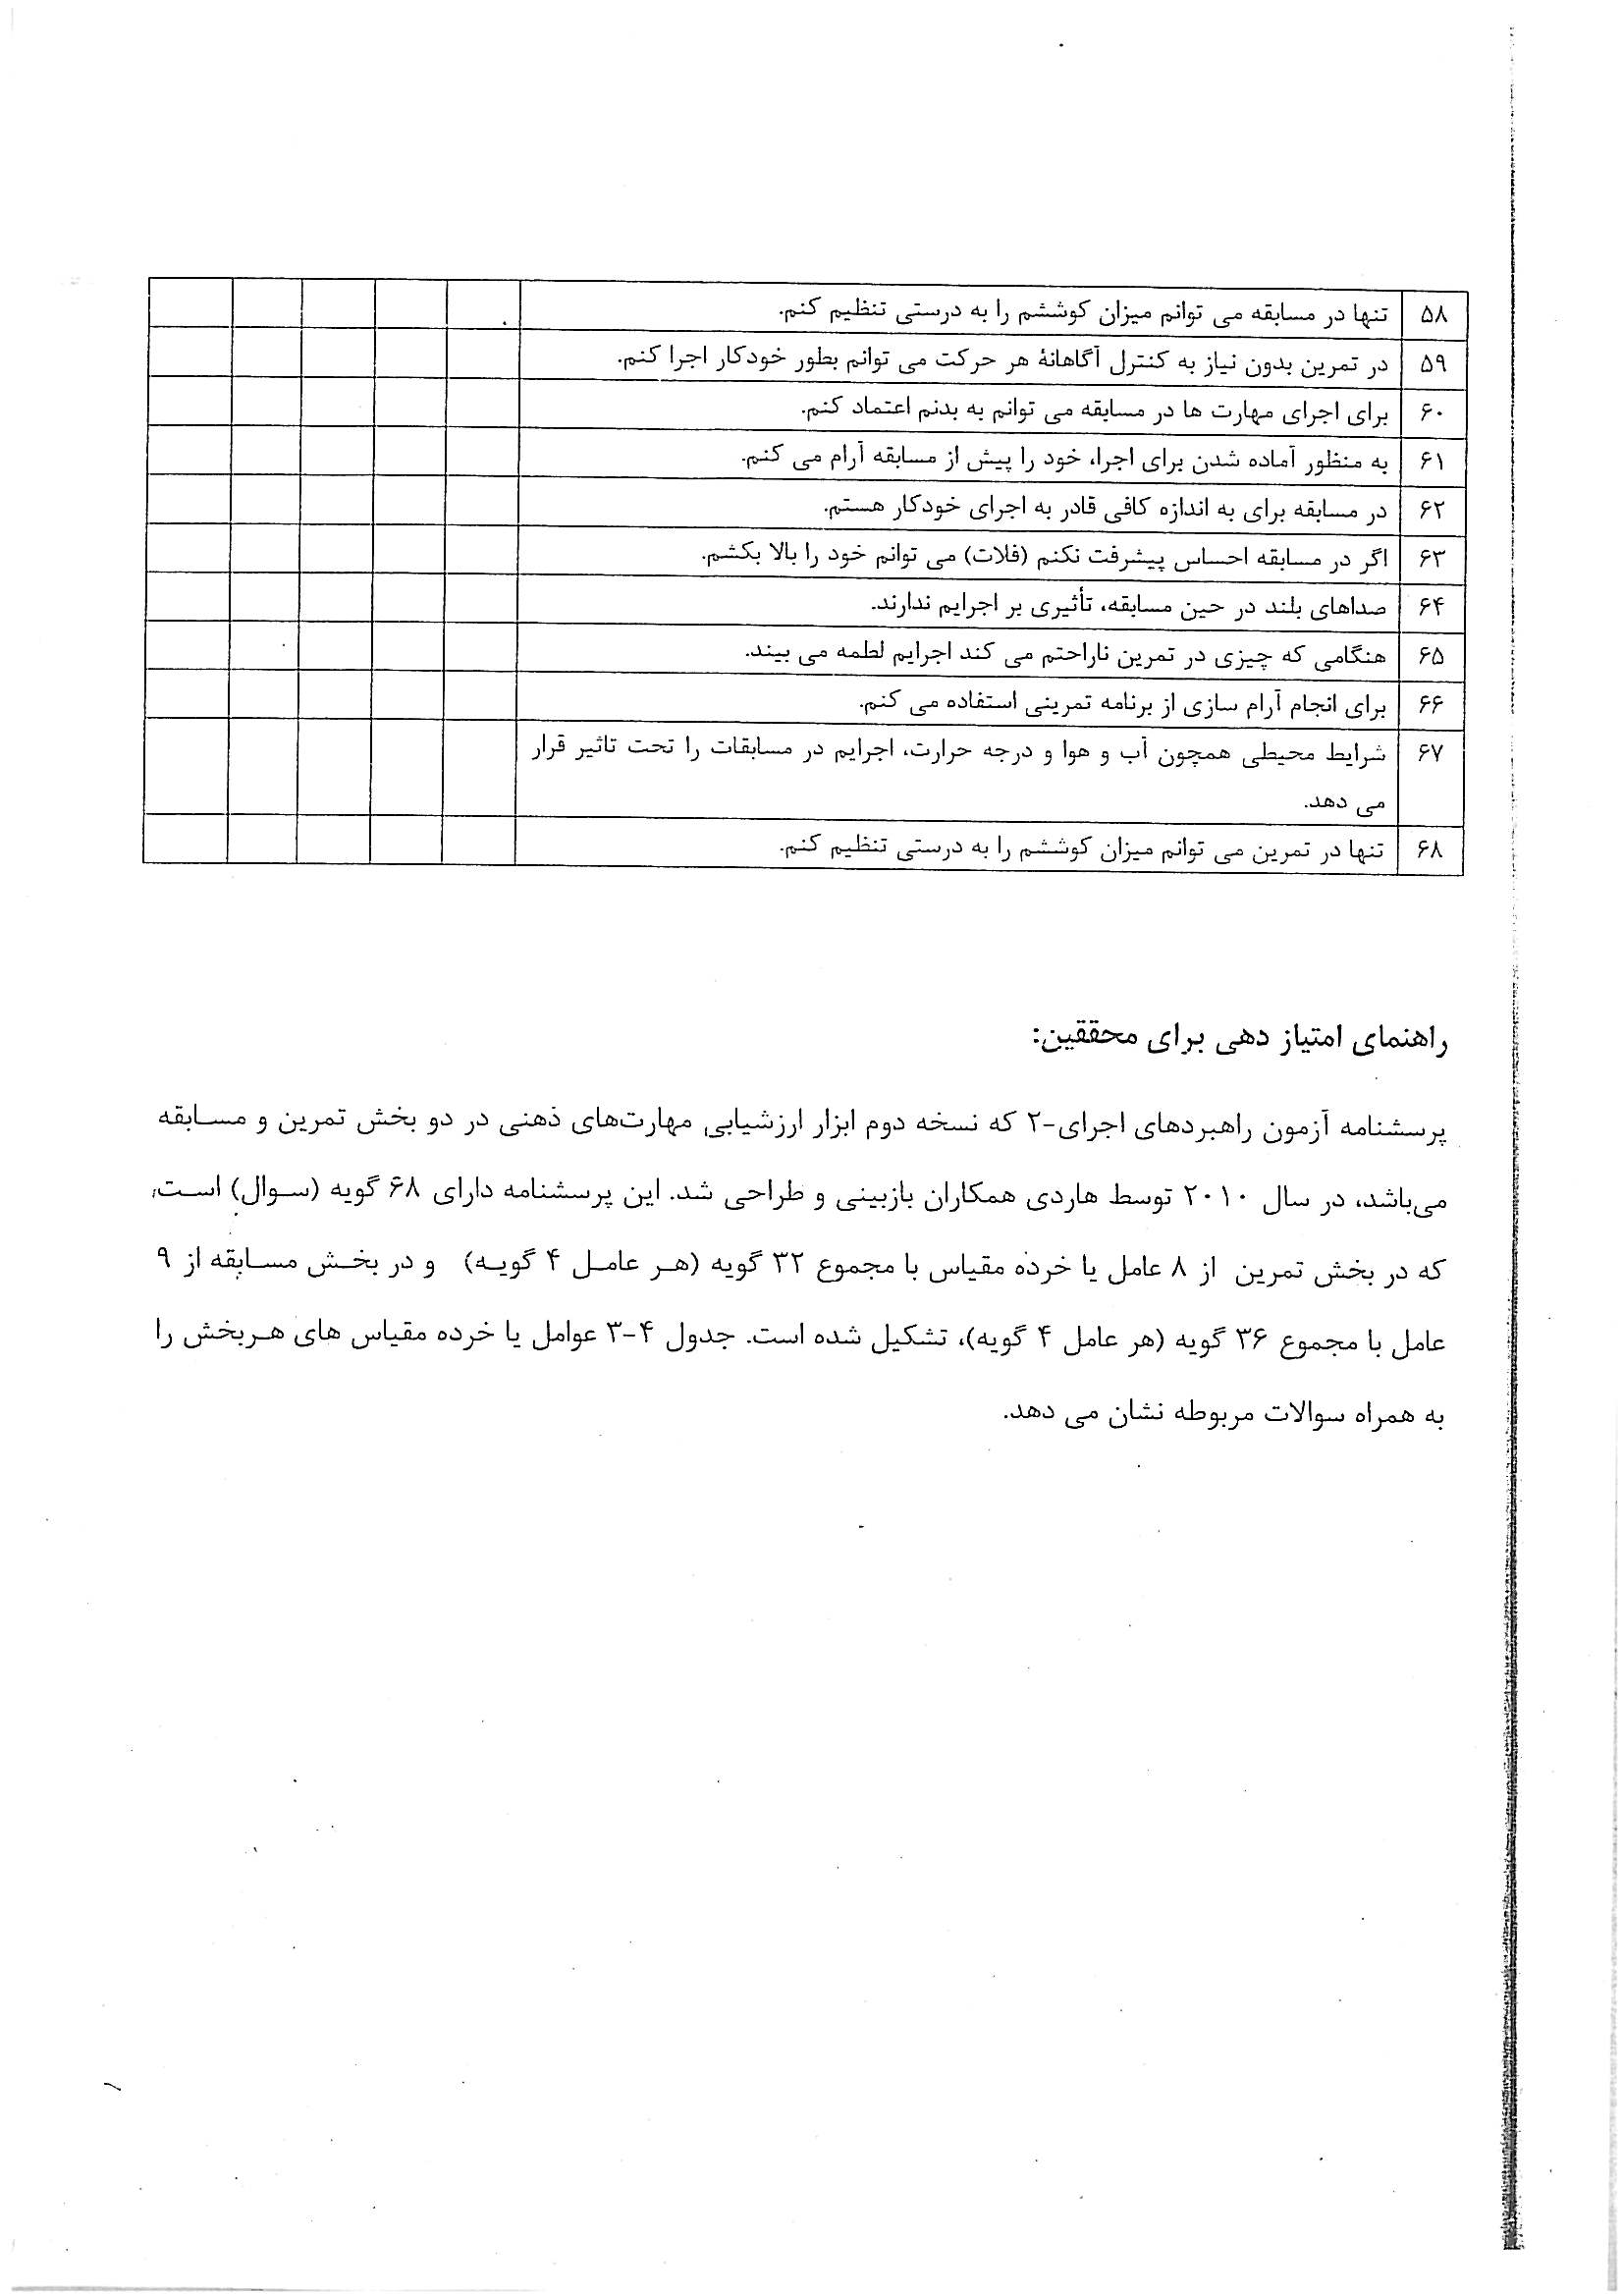 ۵۸ تنها در مسابقه می توانم میزان کوششم را به درستی تنظیم کنم.
۵۹ در تمرین بدون نیاز به کنترل آگاهانهٔ هر حرکت می توانم بطور خودکار اجرا کنم.
۶۰ برای اجرای مهارت ها در مسابقه می توانم به بدنم اعتماد کنم.
۶۱ به منظور آماده شدن برای اجرا، خود را پیش از مسابقه آرام می کنم.
۶۲ در مسابقه برای به اندازه کافی قادر به اجرای خودکار هستم.
۶۳ اگر در مسابقه احساس پیشرفت نکنم (فلات) می توانم خود را بالا بکشم.
۶۴ صداهای بلند در حین مسابقه، تأثیری بر اجرایم ندارند.
۶۵ هنگامی که چیزی در تمرین ناراحتم می کند اجرایم لطمه می بیند.
۶۶ برای انجام آرام سازی از برنامه تمرینی استفاده می کنم.
۶۷ شرایط محیطی همچون آب و هوا و درجه حرارت، اجرایم در مسابقات را تحت تاثیر قرار
می دهد.
۶۸ تنها در تمرین می توانم میزان کوششم را به درستی تنظیم کنم.
راهنمای امتیاز دهی برای محققین:
پرسشنامه آزمون راهبردهای اجرای-۲ که نسخه دوم ابزار ارزشیابی مهارت‌های ذهنی در دو بخش تمرین و مسابقه
می‌باشد، در سال ۲۰۱۰ توسط هاردی همکاران بازبینی و طراحی شد. این پرسشنامه دارای ۶۸ گویه (سوال) است،
که در بخش تمرین از ۸ عامل یا خرده مقیاس با مجموع ۳۲ گویه (هر عامل ۴ گویه) و در بخش مسابقه از ۹
عامل با مجموع ۳۶ گویه (هر عامل ۴ گویه)، تشکیل شده است. جدول ۴-۳ عوامل یا خرده مقیاس های هربخش را
به همراه سوالات مربوطه نشان می دهد.